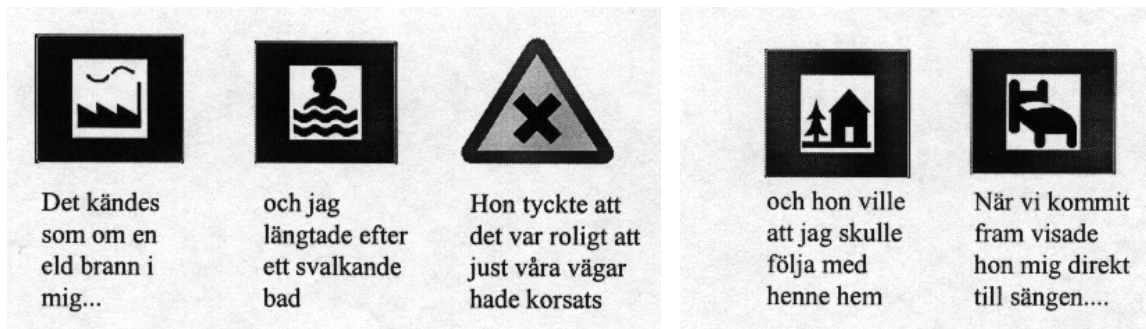 Det kändes
som om en
eld brann i
mig...
och jag
längtade efter
ett svalkande
bad
Hon tyckte att
det var roligt att
just våra vägar
hade korsats
och hon ville
att jag skulle
följa med
henne hem
När vi kommit
fram visade
hon mig direkt
till sängen....